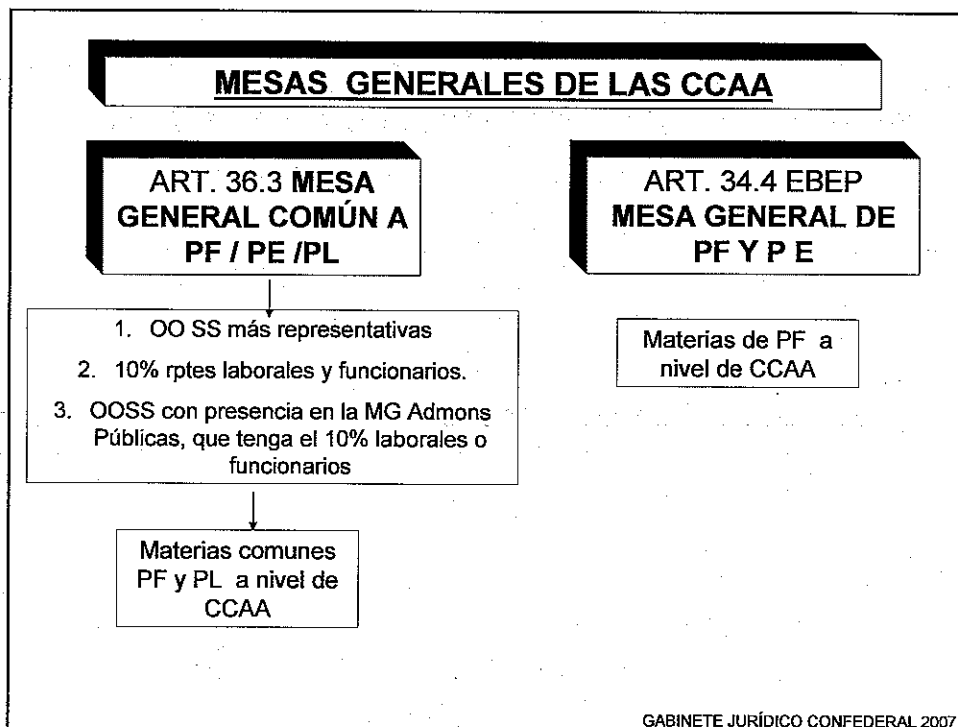 MESAS GENERALES DE LAS CCAA
ART. 36.3 MESA
GENERAL COMÚN A
PF / PE /PL
1. OO SS más representativas
2. 10% rptes laborales y funcionarios.
3. OOSS con presencia en la MG Admons
Públicas, que tenga el 10% laborales o
funcionarios
Materias comunes
PF y PL a nivel de
CCAA
ART. 34.4 EBEP
MESA GENERAL DE
PF Y P E
Materias de PF a
nivel de CCAA
GABINETE JURÍDICO CONFEDERAL 2007